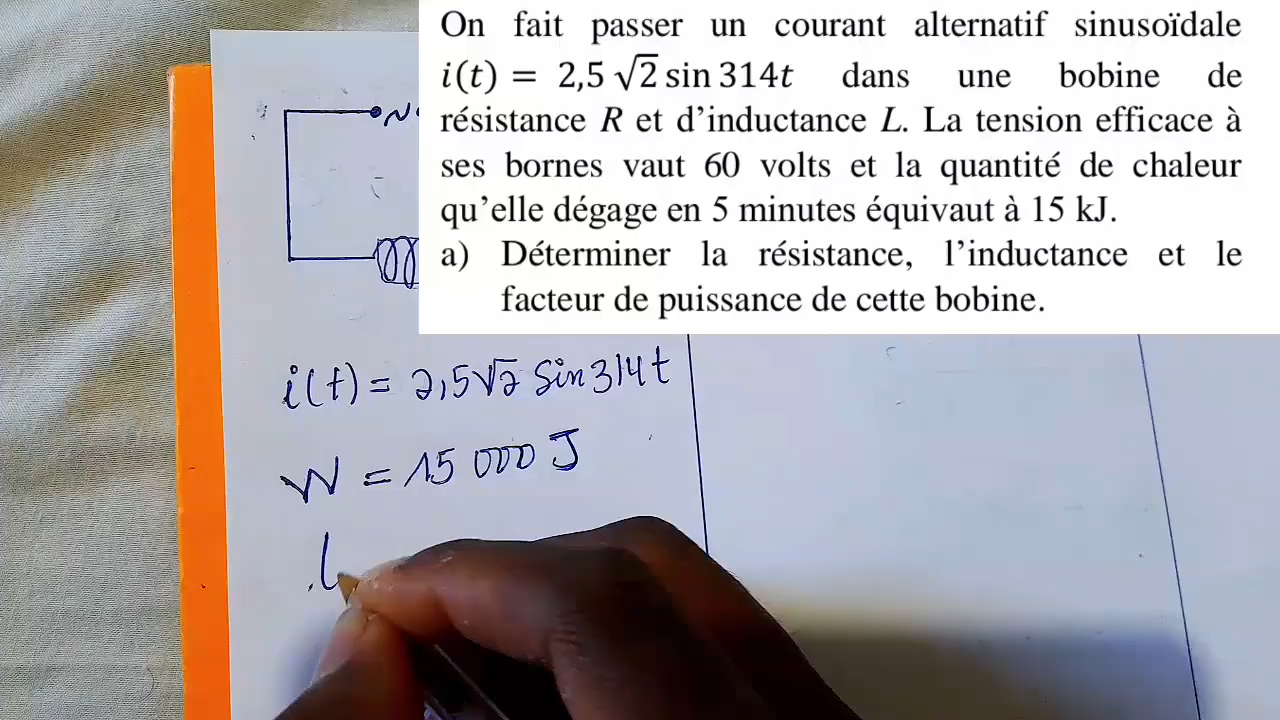 On fait passer un courant alternatif sinusoïdale
i(t) = 2,5 √2 sin 314t dans une bobine de
résistance R et d’inductance L. La tension efficace à
ses bornes vaut 60 volts et la quantité de chaleur
qu’elle dégage en 5 minutes équivaut à 15 kJ.
a) Déterminer la résistance, l’inductance et le
facteur de puissance de cette bobine.
N
i(t) = 2,5√2 Sin 314 t
W = 15 000 J